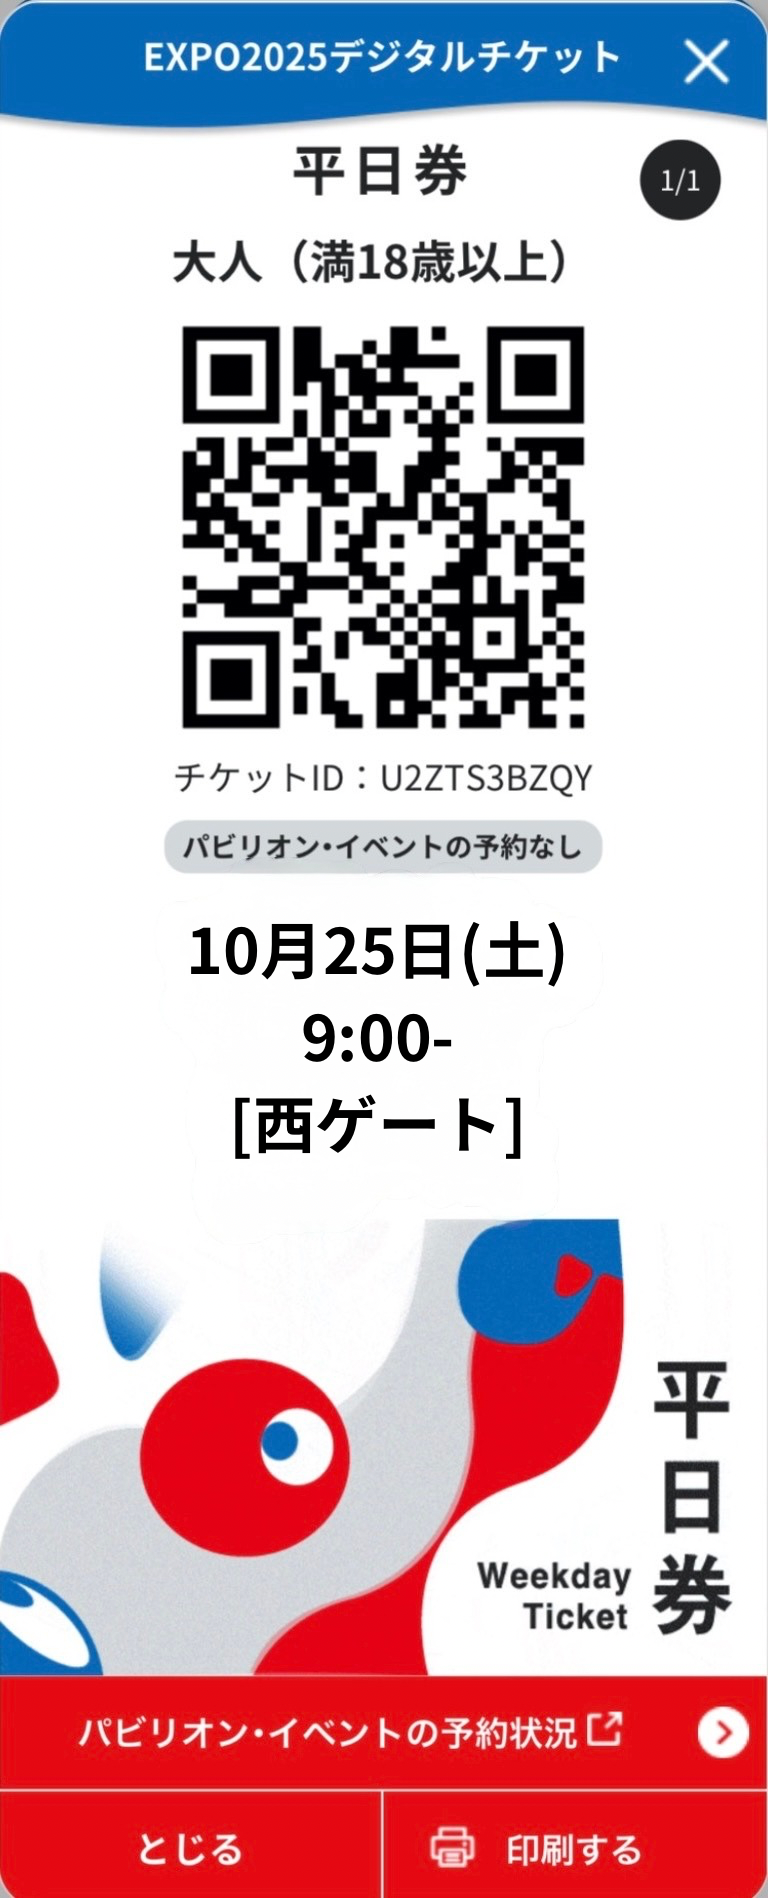 EXPO2025デジタルチケット
平日券
1/1
大人（満18歳以上）
チケットID：U2ZTS3BZQY
パビリオン・イベントの予約なし
10月25日(土)
9:00-
[西ゲート]
平日券
Weekday
Ticket
パビリオン・イベントの予約状況
とじる
印刷する